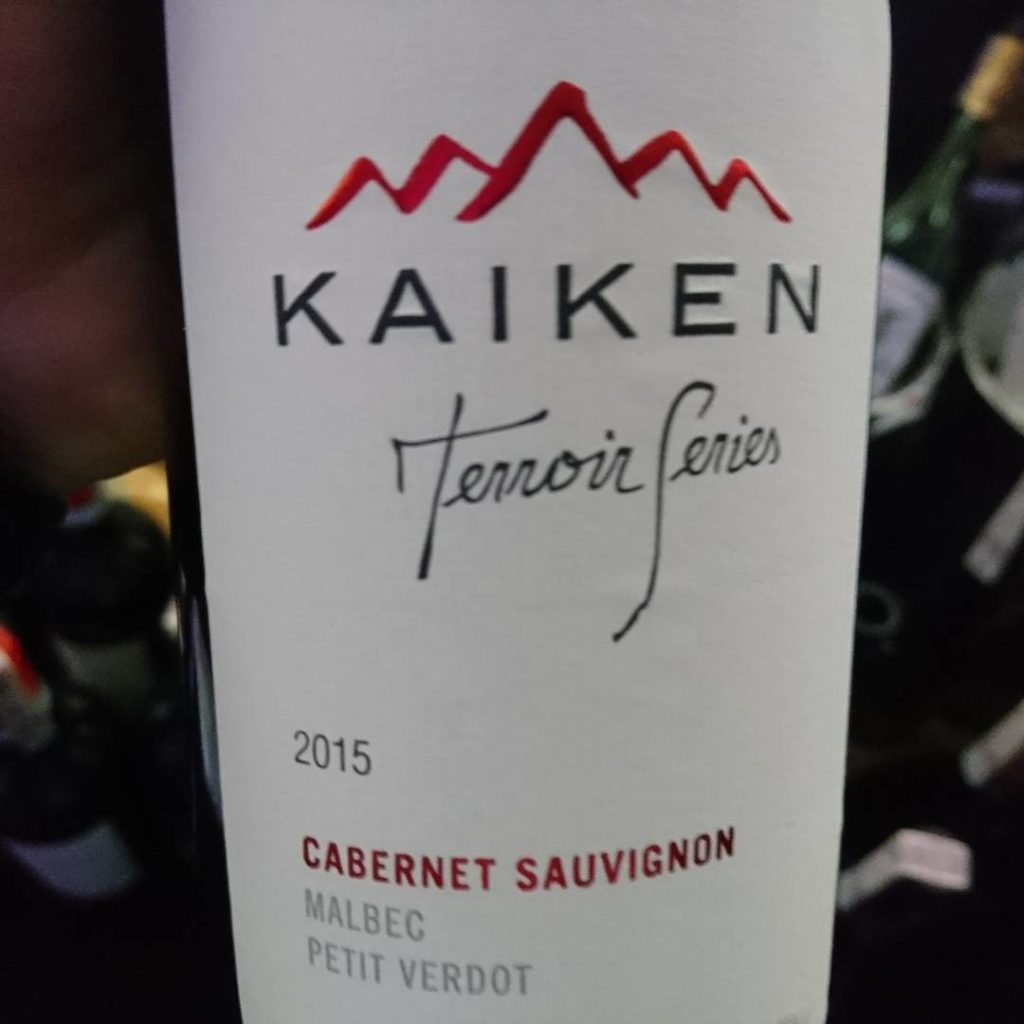 KAIKEN
Terroir Series
2015
CABERNET SAUVIGNON
MALBEC
PETIT VERDOT